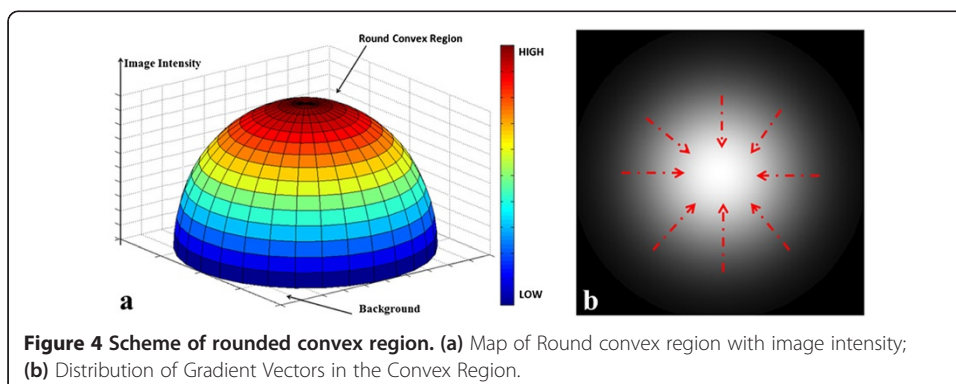 Round Convex Region
Image Intensity
HIGH
LOW
a
Background
b
Figure 4 Scheme of rounded convex region. (a) Map of Round convex region with image intensity;
(b) Distribution of Gradient Vectors in the Convex Region.